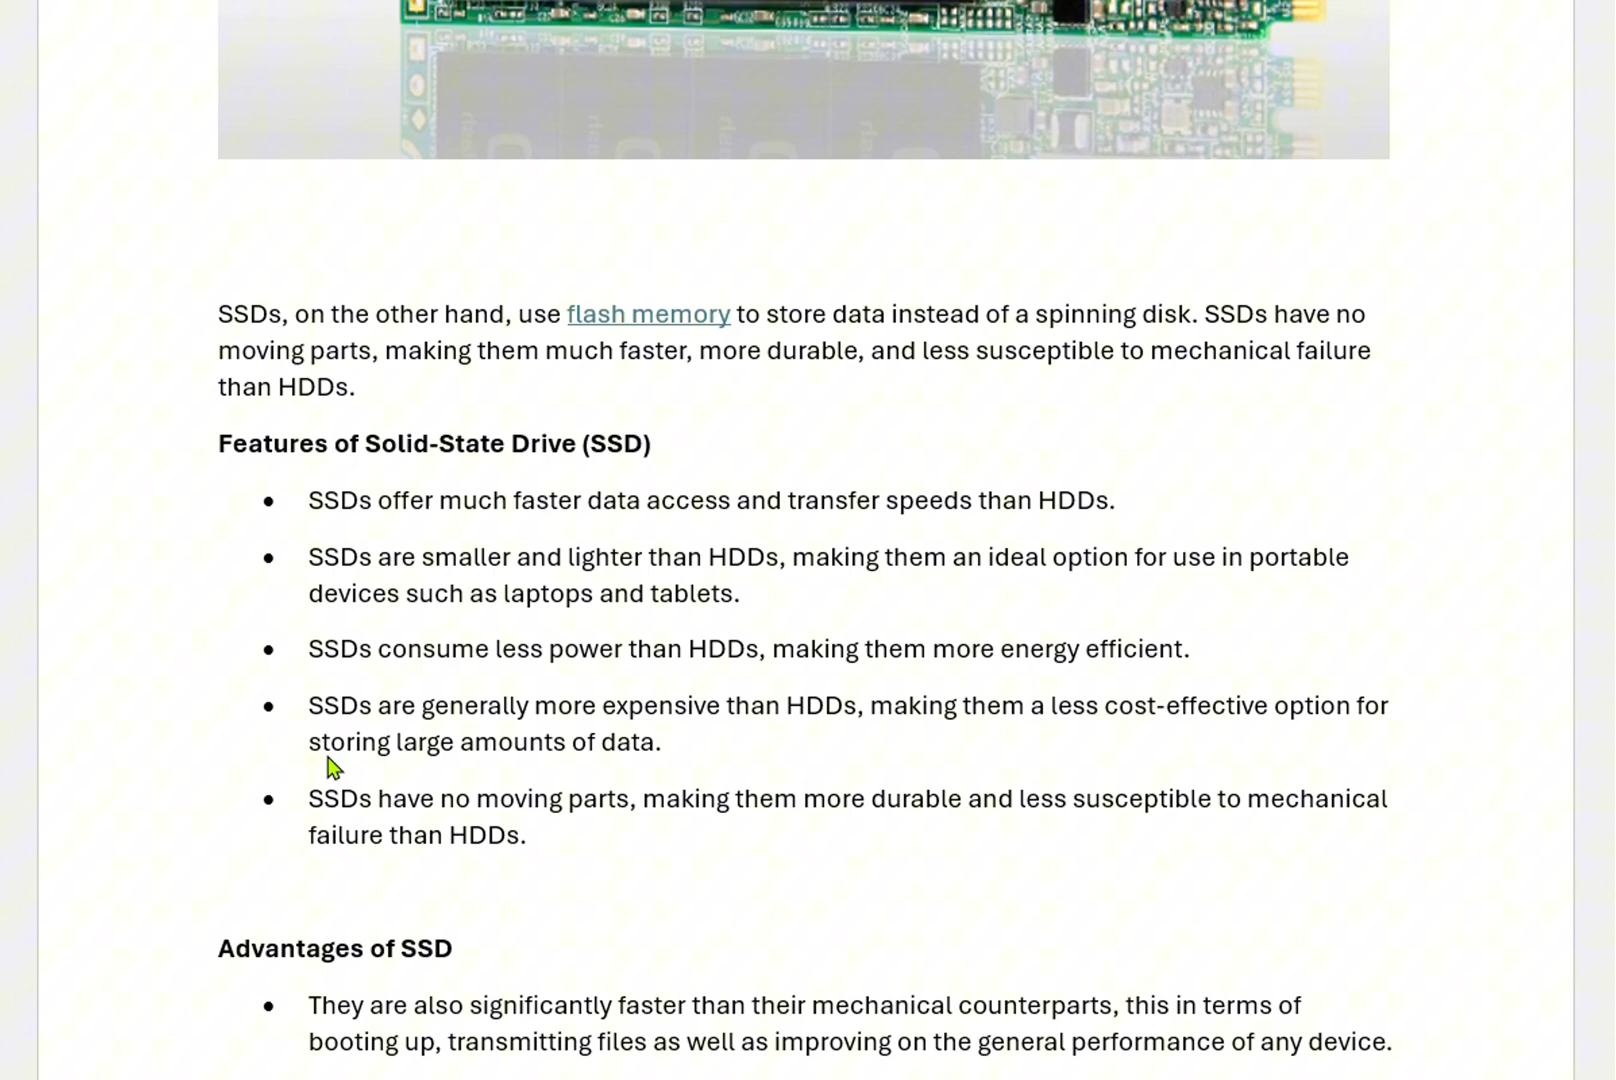 SSDs, on the other hand, use flash memory to store data instead of a spinning disk. SSDs have no
moving parts, making them much faster, more durable, and less susceptible to mechanical failure
than HDDs.
Features of Solid-State Drive (SSD)
• SSDs offer much faster data access and transfer speeds than HDDs.
• SSDs are smaller and lighter than HDDs, making them an ideal option for use in portable
devices such as laptops and tablets.
• SSDs consume less power than HDDs, making them more energy efficient.
• SSDs are generally more expensive than HDDs, making them a less cost-effective option for
storing large amounts of data.
• SSDs have no moving parts, making them more durable and less susceptible to mechanical
failure than HDDs.
Advantages of SSD
• They are also significantly faster than their mechanical counterparts, this in terms of
booting up, transmitting files as well as improving on the general performance of any device.